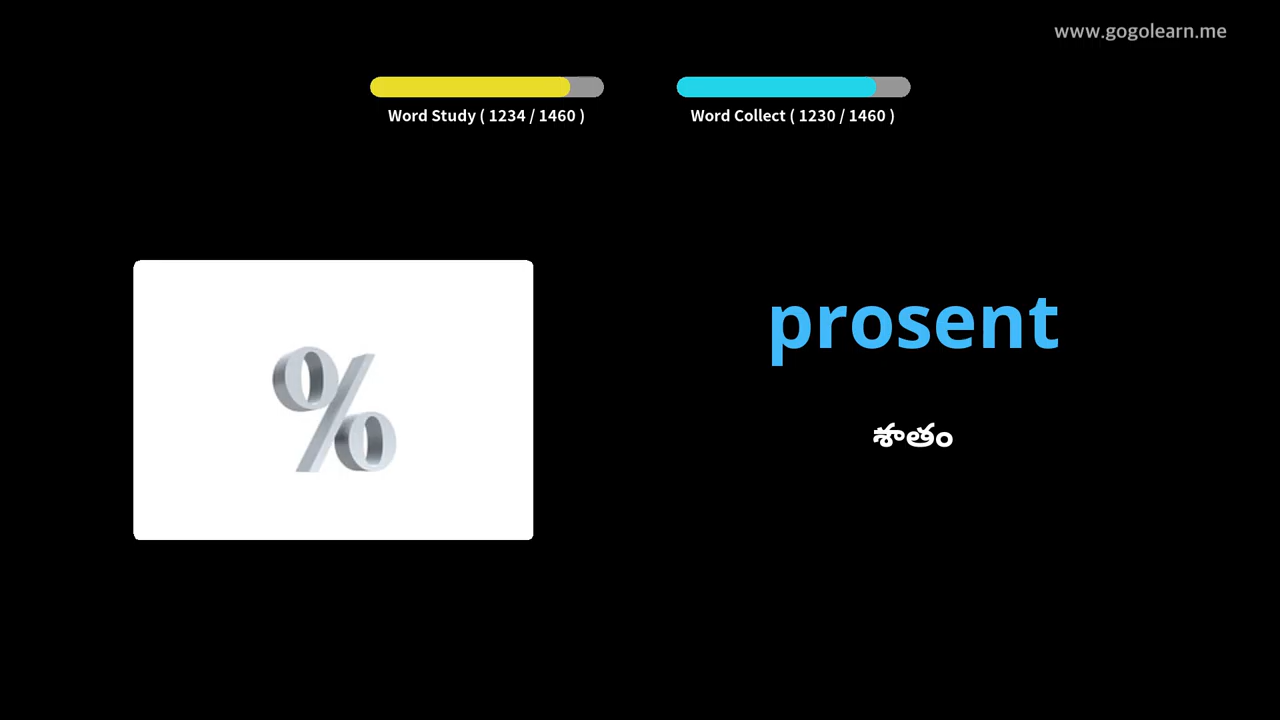 www.gogolearn.me
Word Study ( 1234 / 1460 )
Word Collect ( 1230 / 1460 )
%
prosent
శాతం